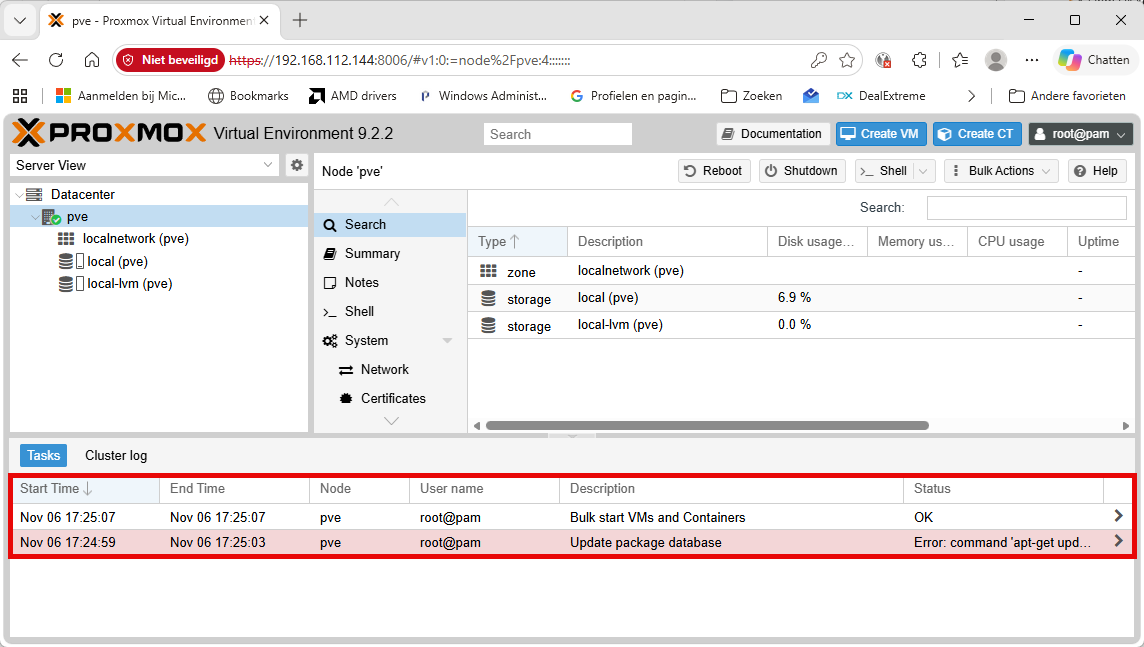 pve - Proxmox Virtual Environment
Niet beveiligd https://192.168.112.144:8006/#v1:0:=node%2Fpve:4::::::: Chatten
Aanmelden bij Mic... Bookmarks AMD drivers Windows Administ... Profielen en pagin... Zoeken DealExtreme Andere favorieten
PROXMOX Virtual Environment 9.2.2 Search Documentation Create VM Create CT root@pam
Server View
Node 'pve' Reboot Shutdown Shell Bulk Actions Help
Datacenter
pve
localnetwork (pve)
local (pve)
local-lvm (pve)
Search
Summary
Notes
Shell
System
Network
Certificates
Search:
Type Description Disk usage... Memory us... CPU usage Uptime
zone localnetwork (pve) -
storage local (pve) 6.9 % -
storage local-lvm (pve) 0.0 % -
Tasks Cluster log
Start Time End Time Node User name Description Status
Nov 06 17:25:07 Nov 06 17:25:07 pve root@pam Bulk start VMs and Containers OK
Nov 06 17:24:59 Nov 06 17:25:03 pve root@pam Update package database Error: command 'apt-get upd...